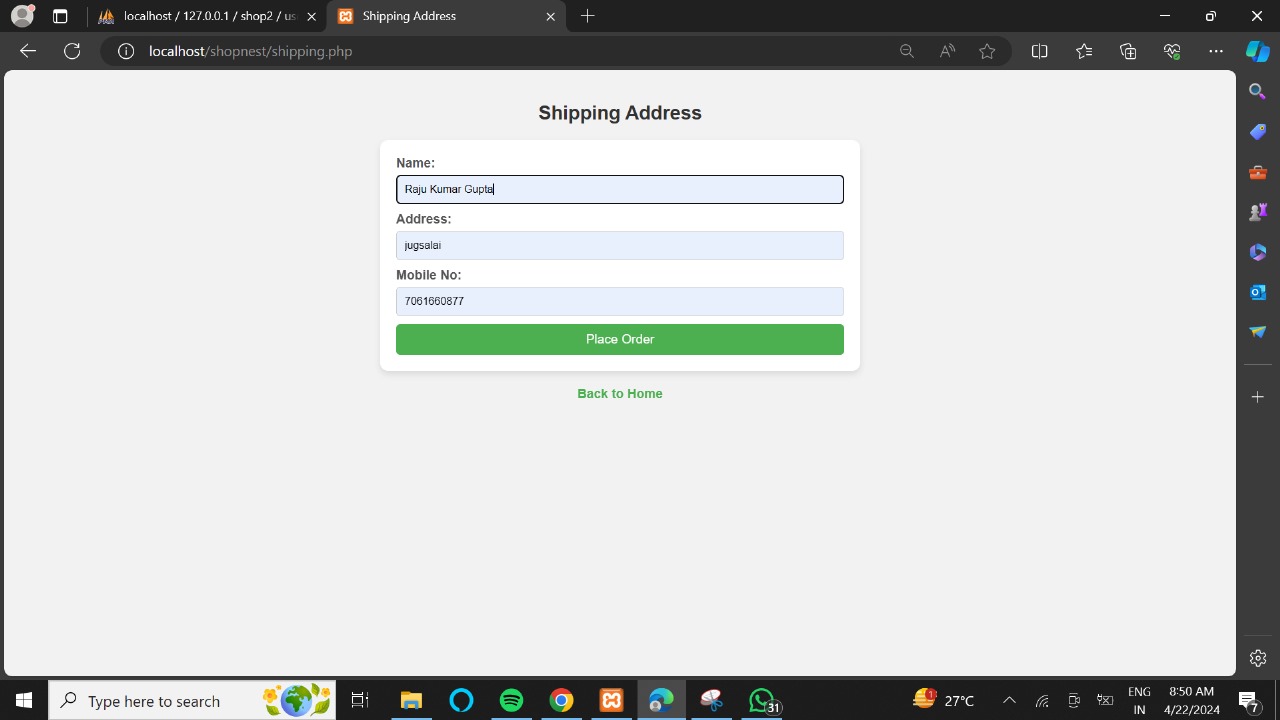 localhost / 127.0.0.1 / shop2 / us
Shipping Address
localhost/shopnest/shipping.php
Shipping Address
Name:
Raju Kumar Gupta
Address:
jugsalai
Mobile No:
7061660877
Place Order
Back to Home
Type here to search
31
1
27°C
ENG
IN
8:50 AM
4/22/2024
7